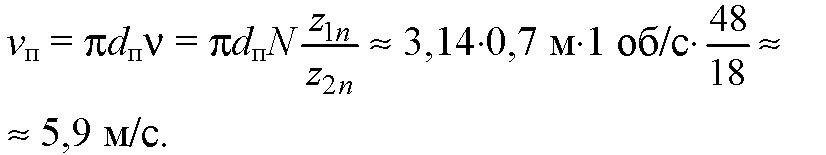 vп = πdпν = πdпN z1n/z2n ≈ 3,14·0,7 м·1 об/с· 48/18 ≈
≈ 5,9 м/с.